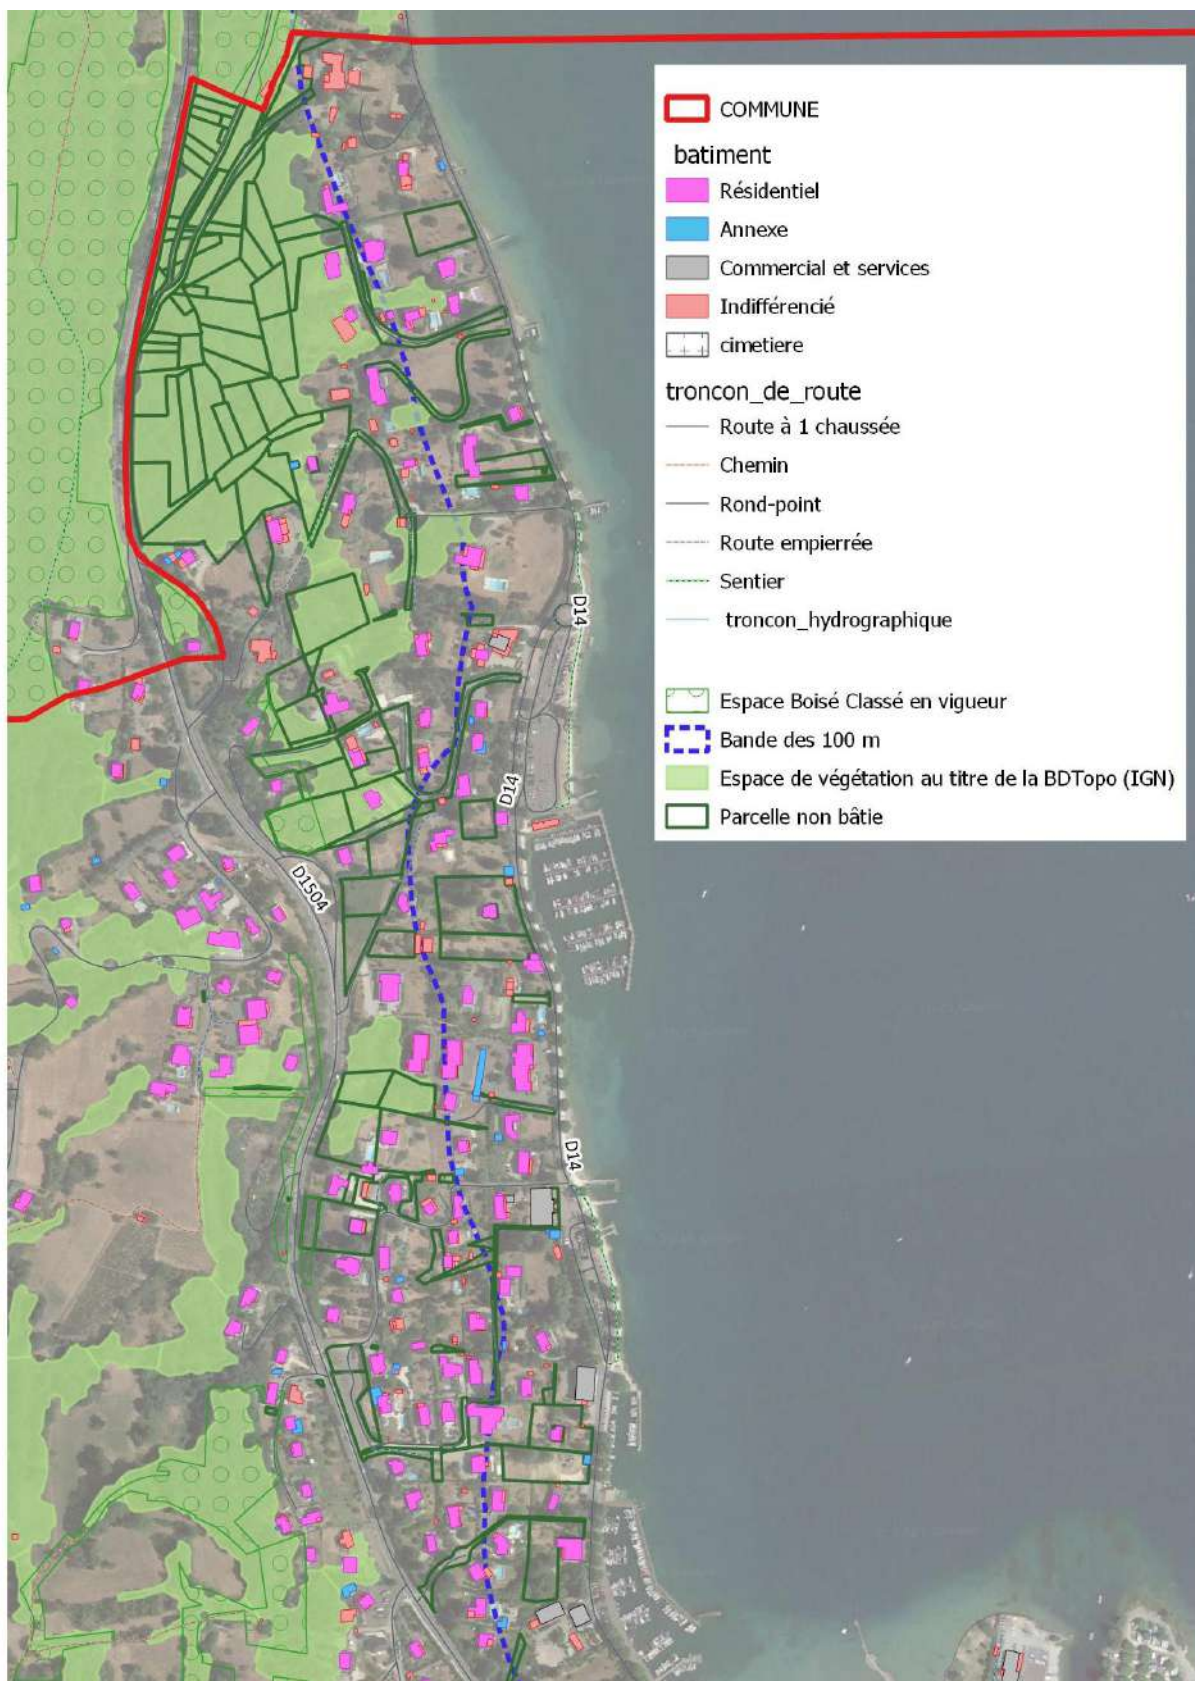 COMMUNE
batiment
Résidentiel
Annexe
Commercial et services
Indifférencié
cimetiere
troncon_de_route
Route à 1 chaussée
Chemin
Rond-point
Route empierrée
Sentier
troncon_hydrographique
Espace Boisé Classé en vigueur
Bande des 100 m
Espace de végétation au titre de la BDTopo (IGN)
Parcelle non bâtie
D14
D14
D1504
D14